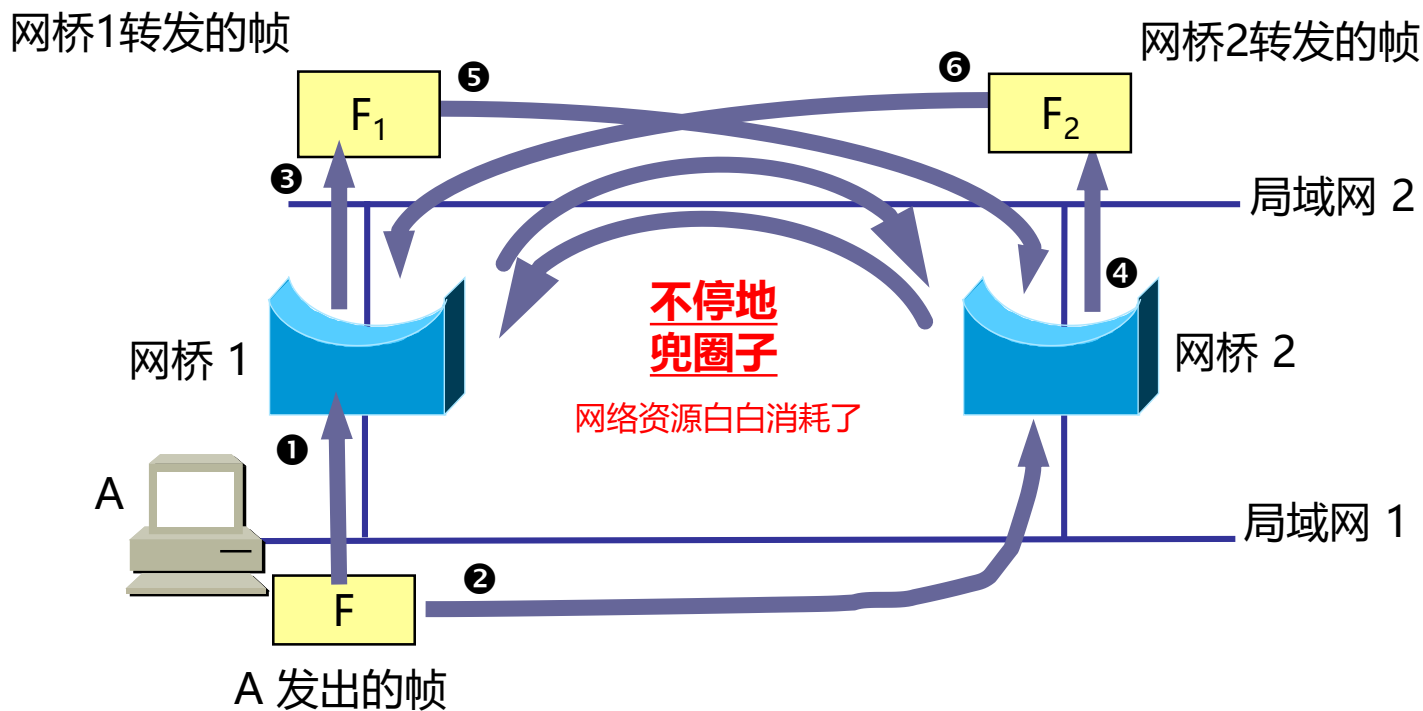 网桥1转发的帧
网桥2转发的帧
❺
❻
F₁
F₂
❸
局域网 2
❹
不停地
兜圈子
网桥 1
网桥 2
网络资源白白消耗了
❶
A
局域网 1
❷
F
A 发出的帧